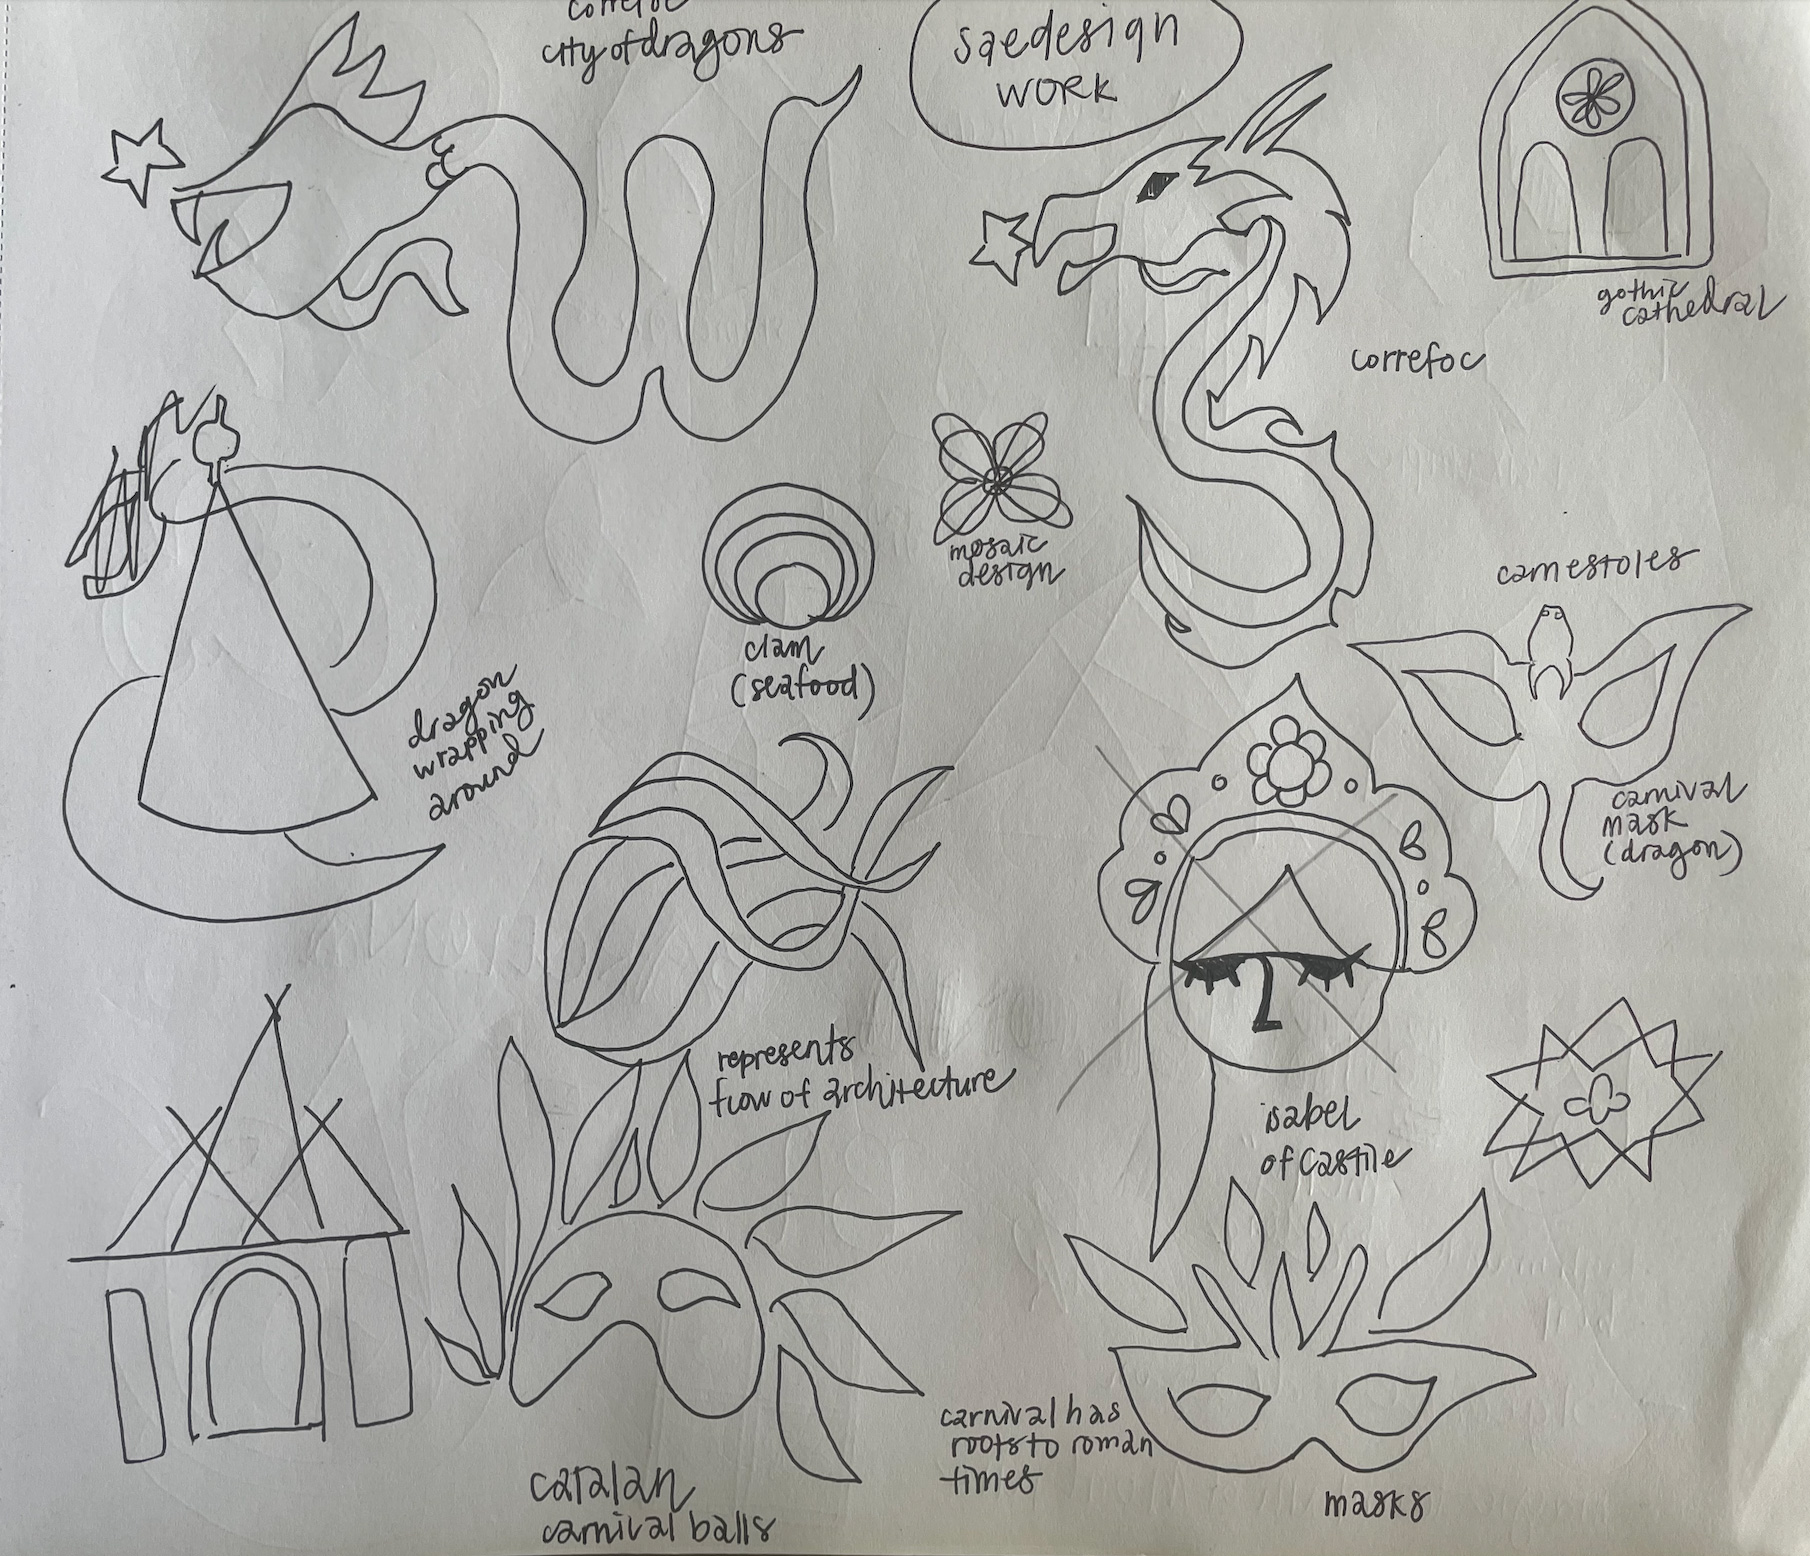 correfoc
city of dragons
saedesign
WORK
gothic
cathedral
correfoc
mosaic
design
camestoles
clam
(seafood)
dragon
wrapping
around
carnival
mask
(dragon)
represents
flow of architecture
isabel
of Castile
carnival has
roots to roman
times
catalan
carnival balls
masks